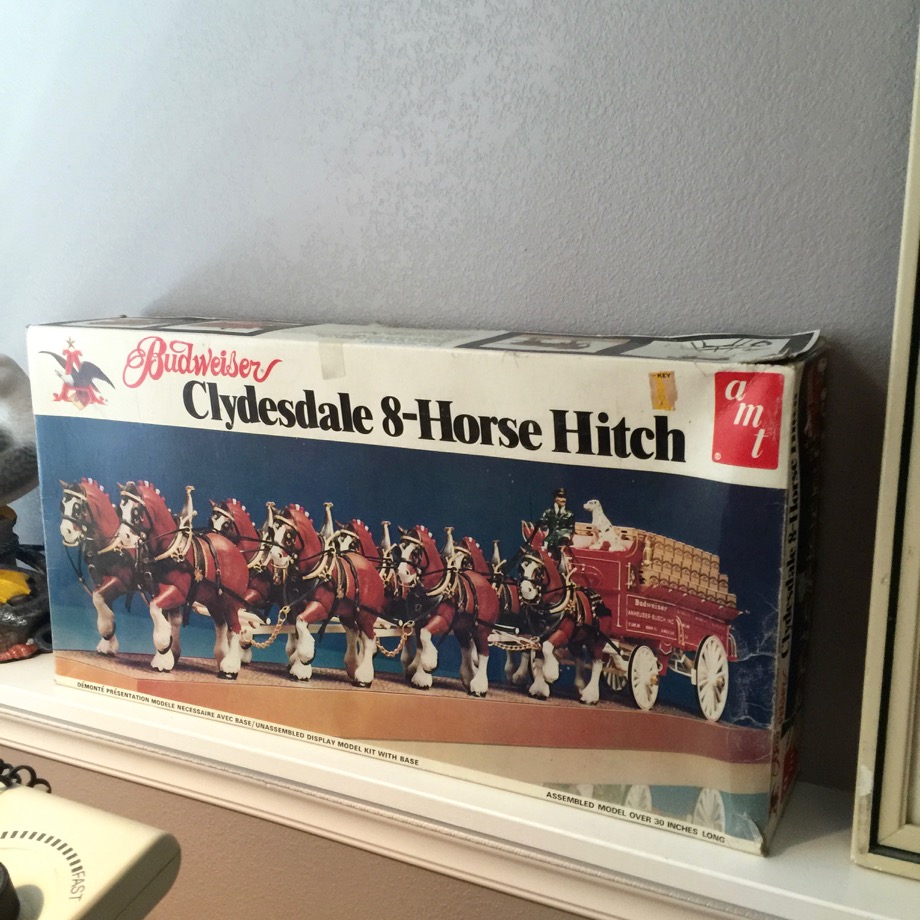 Budweiser
Clydesdale 8-Horse Hitch
KEY
amt
®
Budweiser
ANHEUSER-BUSCH, INC.
DÉMONTÉ PRÉSENTATION MODELE NECESSAIRE AVEC BASE/UNASSEMBLED DISPLAY MODEL KIT WITH BASE
ASSEMBLED MODEL OVER 30 INCHES LONG
Clydesdale 8-Horse
FAST